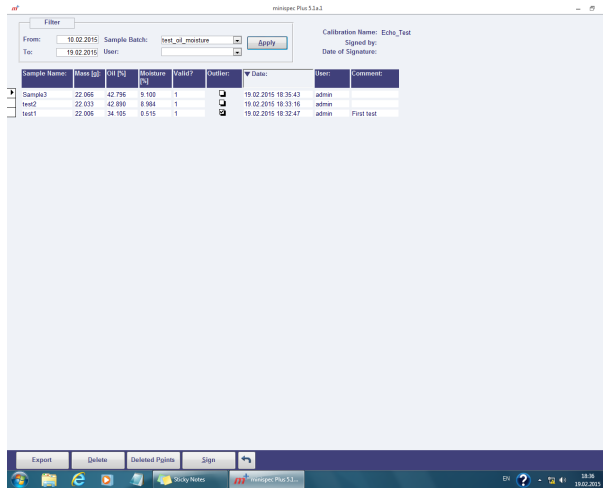 m minispec Plus 5.1a.1
Filter
From: 10.02.2015 Sample Batch: test_oil_moisture Apply Calibration Name: Echo_Test
Signed by:
To: 19.02.2015 User: Date of Signature:
Sample Name: Mass [g]: Oil [%] Moisture [%] Valid? Outlier: ▼ Date: User: Comment:
Sample3 22.066 42.796 9.100 1 19.02.2015 18:35:43 admin
test2 22.033 42.890 8.984 1 19.02.2015 18:33:16 admin
test1 22.006 34.105 0.515 1 19.02.2015 18:32:47 admin First test
Export Delete Deleted Points Sign
Sticky Notes minispec Plus 5.1... EN 18:36
19.02.2015